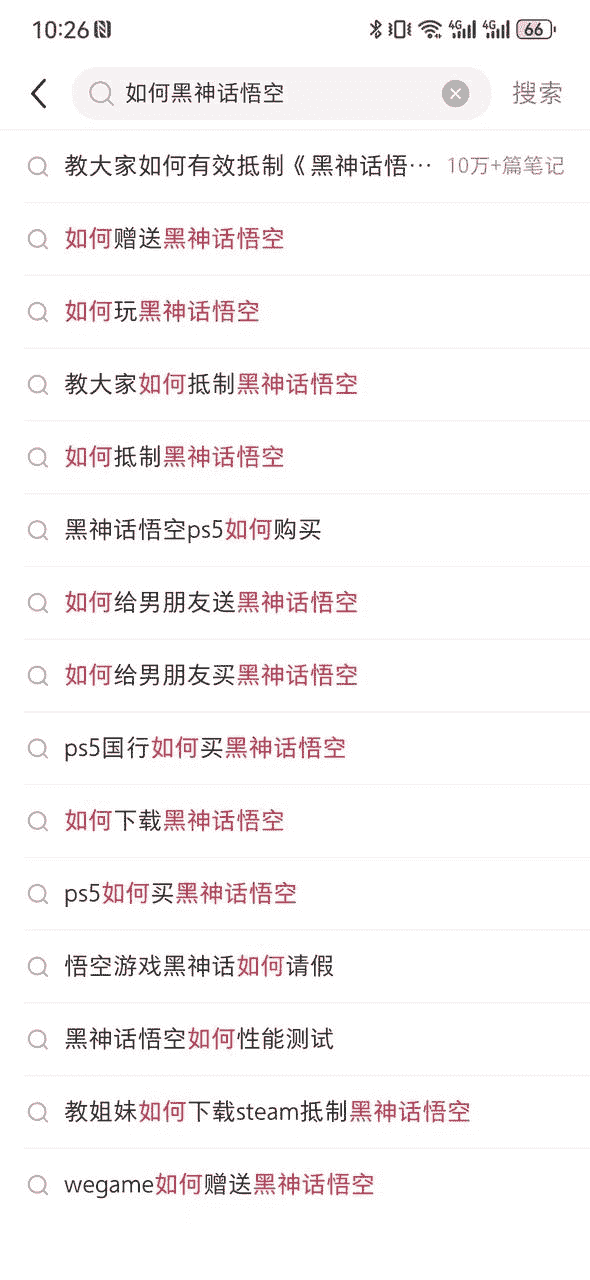 10:26 4G 4G 66
如何黑神话悟空 搜索
教大家如何有效抵制《黑神话悟… 10万+篇笔记
如何赠送黑神话悟空
如何玩黑神话悟空
教大家如何抵制黑神话悟空
如何抵制黑神话悟空
黑神话悟空ps5如何购买
如何给男朋友送黑神话悟空
如何给男朋友买黑神话悟空
ps5国行如何买黑神话悟空
如何下载黑神话悟空
ps5如何买黑神话悟空
悟空游戏黑神话如何请假
黑神话悟空如何性能测试
教姐妹如何下载steam抵制黑神话悟空
wegame如何赠送黑神话悟空